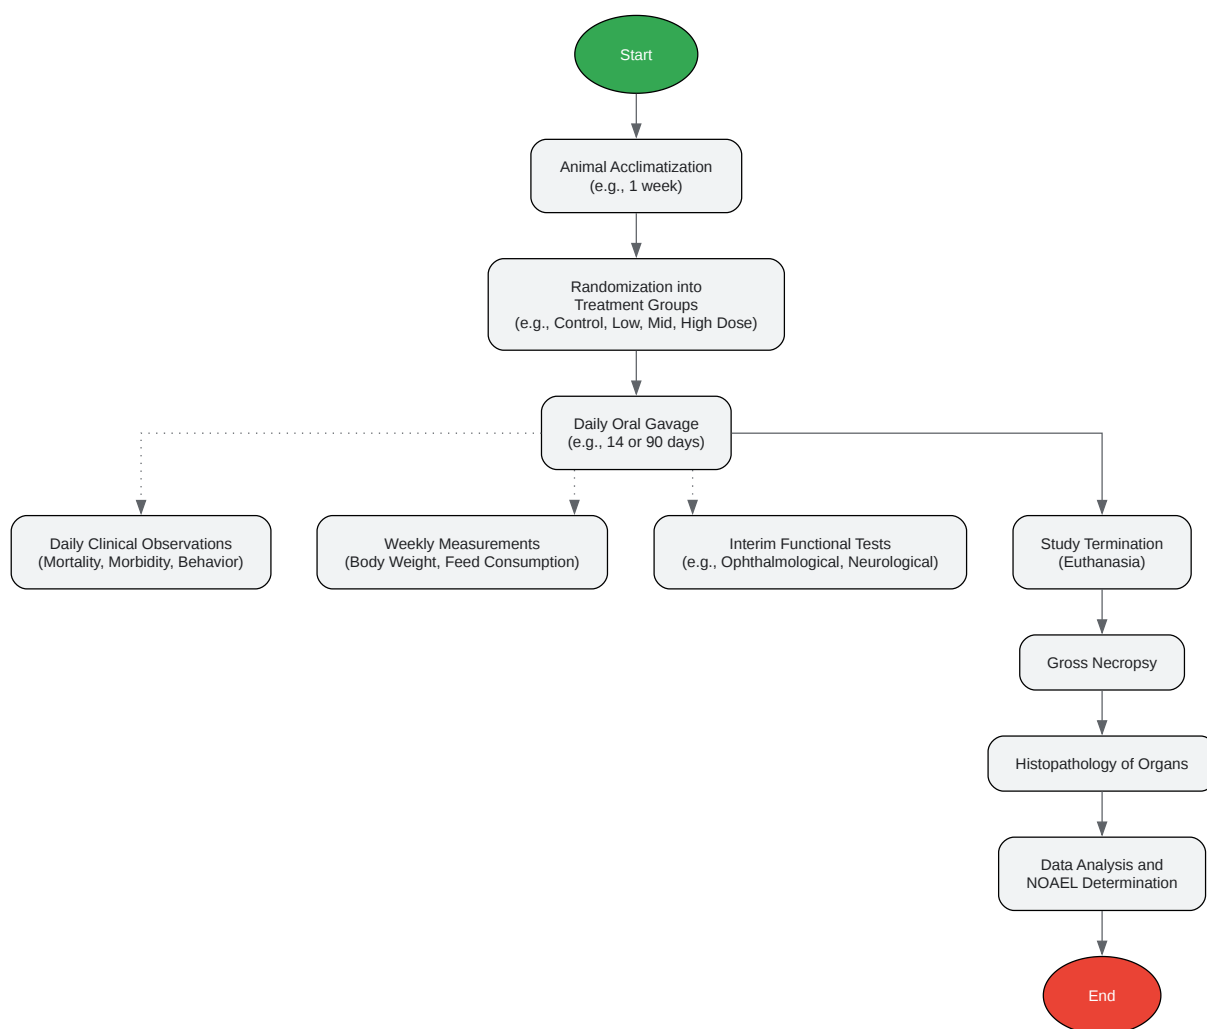 Start
Animal Acclimatization
(e.g., 1 week)
Randomization into
Treatment Groups
(e.g., Control, Low, Mid, High Dose)
Daily Oral Gavage
(e.g., 14 or 90 days)
Daily Clinical Observations
(Mortality, Morbidity, Behavior)
Weekly Measurements
(Body Weight, Feed Consumption)
Interim Functional Tests
(e.g., Ophthalmological, Neurological)
Study Termination
(Euthanasia)
Gross Necropsy
Histopathology of Organs
Data Analysis and
NOAEL Determination
End